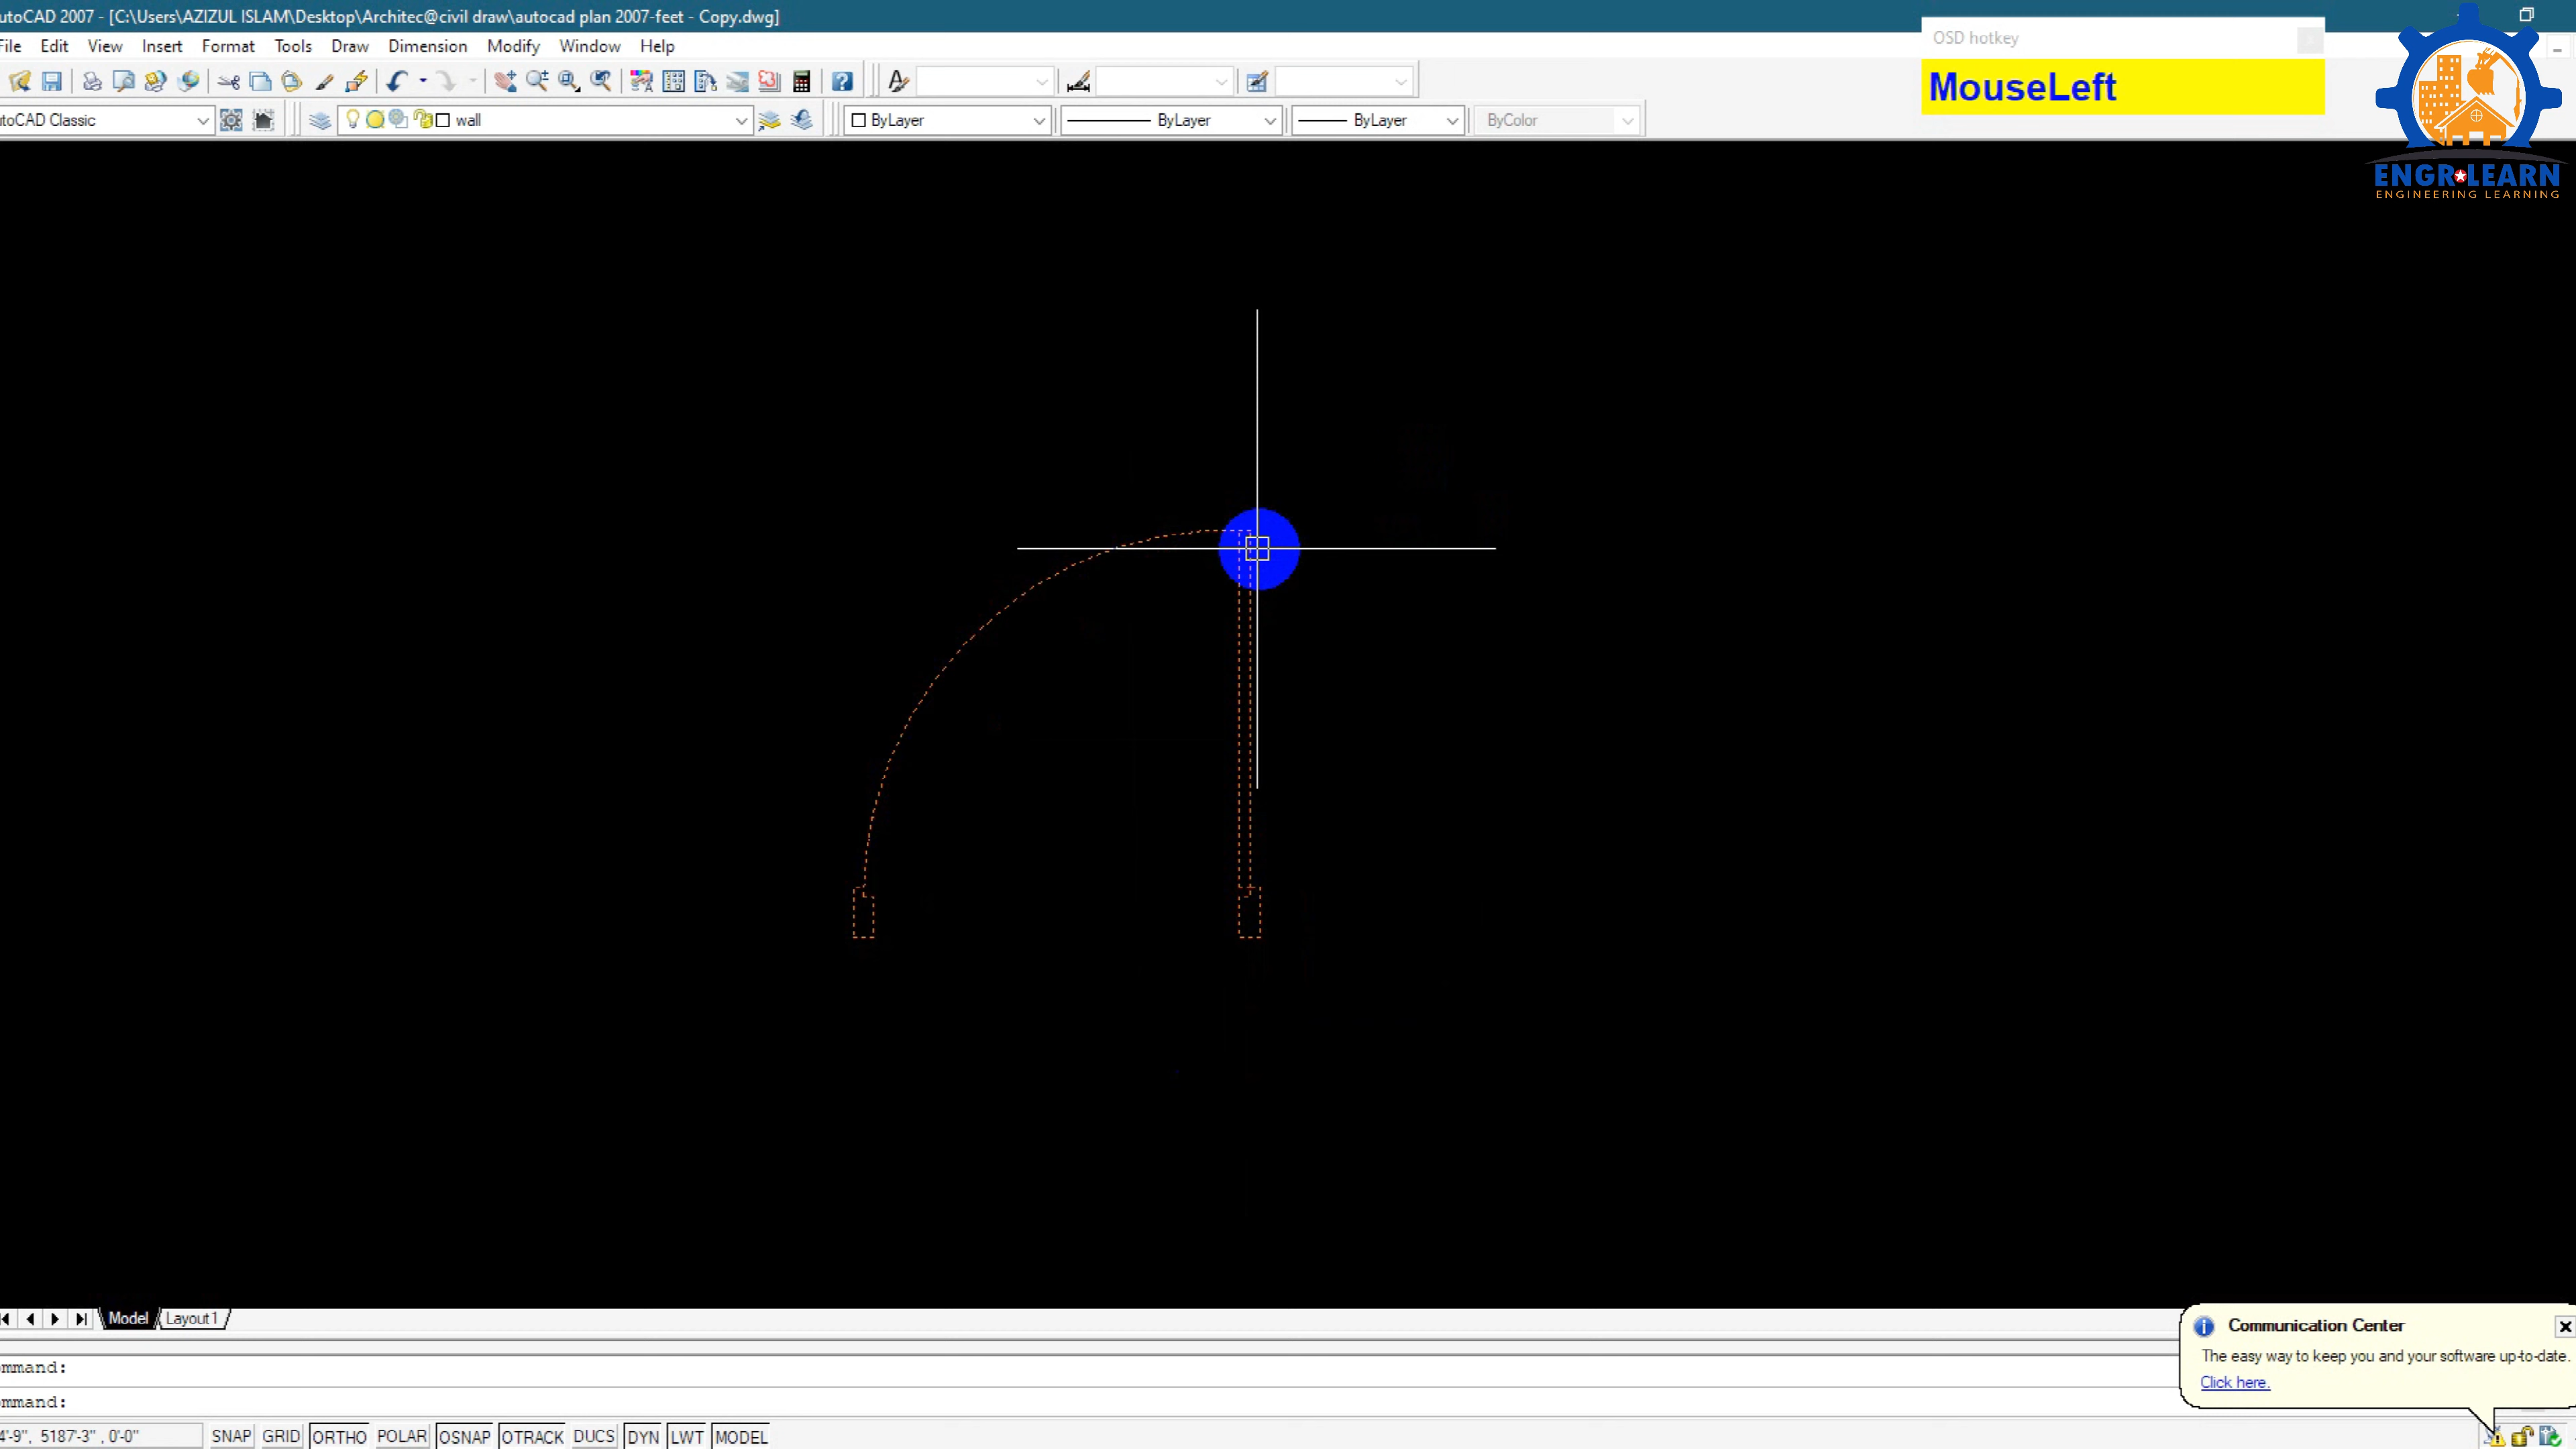 utoCAD 2007 - [C:\Users\AZIZUL ISLAM\Desktop\Architec@civil draw\autocad plan 2007-feet - Copy.dwg]
File Edit View Insert Format Tools Draw Dimension Modify Window Help
OSD hotkey
MouseLeft
utoCAD Classic
wall
ByLayer
ByLayer
ByLayer
ByColor
ENGR LEARN
ENGINEERING LEARNING
Model
Layout1
Communication Center
The easy way to keep you and your software up-to-date.
Click here.
ommand:
ommand:
4'-9", 5187'-3" , 0'-0"
SNAP GRID ORTHO POLAR OSNAP OTRACK DUCS DYN LWT MODEL